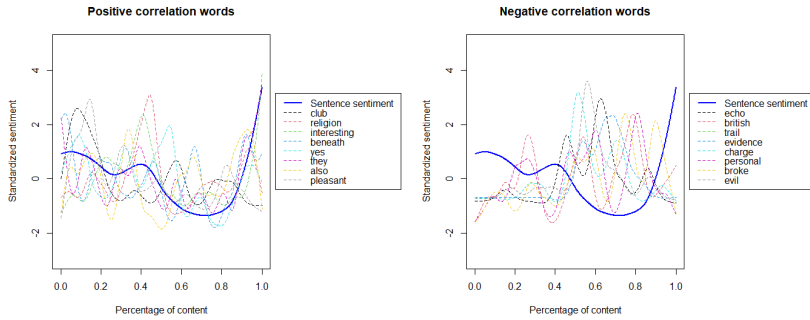 Positive correlation words
Standardized sentiment
4
2
0
-2
0.0 0.2 0.4 0.6 0.8 1.0
Percentage of content
Sentence sentiment
club
religion
interesting
beneath
yes
they
also
pleasant
Negative correlation words
Standardized sentiment
4
2
0
-2
0.0 0.2 0.4 0.6 0.8 1.0
Percentage of content
Sentence sentiment
echo
british
trail
evidence
charge
personal
broke
evil